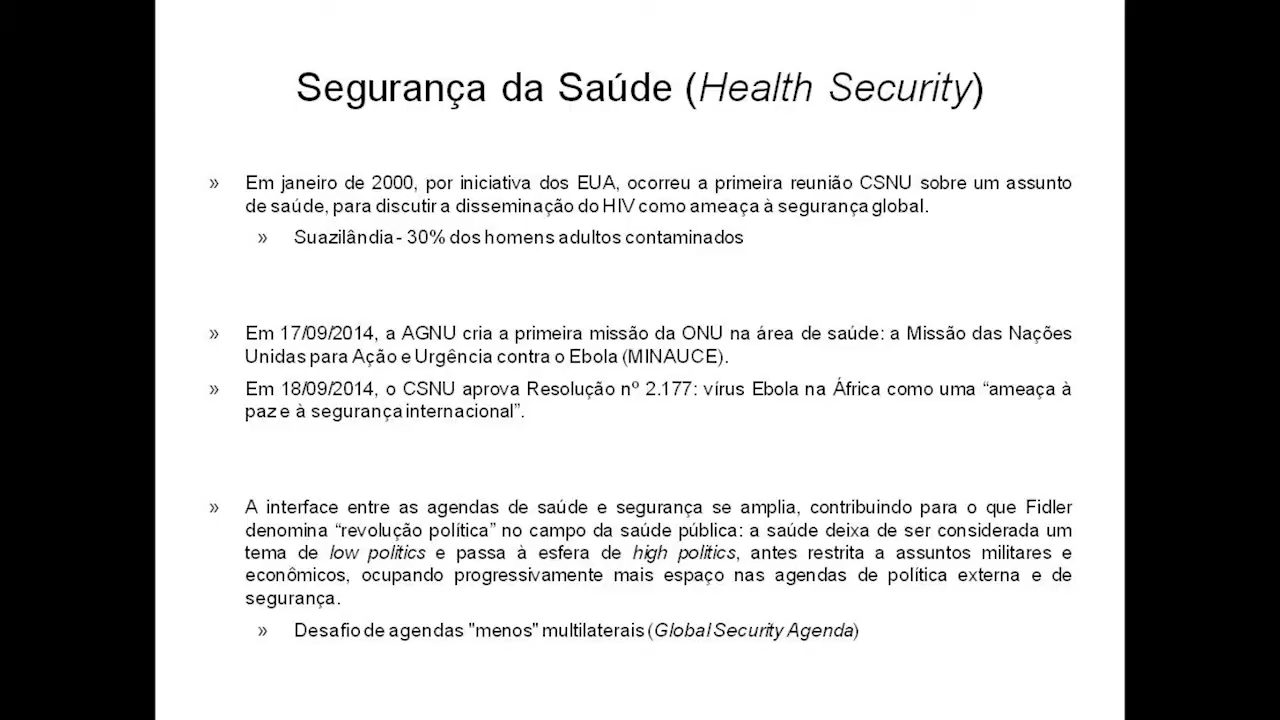 Segurança da Saúde (Health Security)
» Em janeiro de 2000, por iniciativa dos EUA, ocorreu a primeira reunião CSNU sobre um assunto
de saúde, para discutir a disseminação do HIV como ameaça à segurança global.
» Suazilândia - 30% dos homens adultos contaminados
» Em 17/09/2014, a AGNU cria a primeira missão da ONU na área de saúde: a Missão das Nações
Unidas para Ação e Urgência contra o Ebola (MINAUCE).
» Em 18/09/2014, o CSNU aprova Resolução nº 2.177: vírus Ebola na África como uma “ameaça à
paz e à segurança internacional”.
» A interface entre as agendas de saúde e segurança se amplia, contribuindo para o que Fidler
denomina “revolução política” no campo da saúde pública: a saúde deixa de ser considerada um
tema de low politics e passa à esfera de high politics, antes restrita a assuntos militares e
econômicos, ocupando progressivamente mais espaço nas agendas de política externa e de
segurança.
» Desafio de agendas "menos" multilaterais (Global Security Agenda)